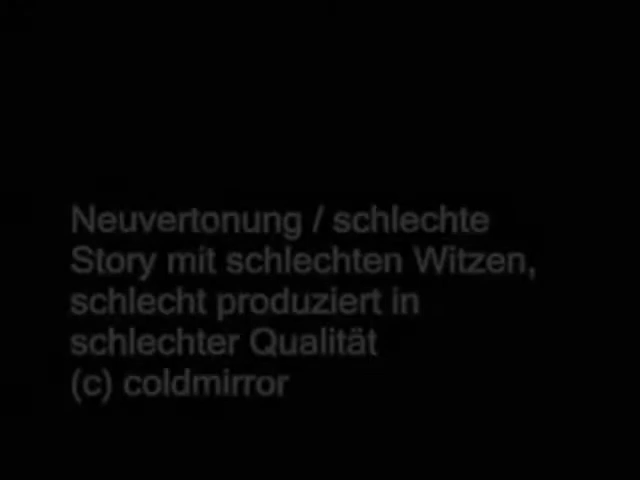 Neuvertonung / schlechte
Story mit schlechten Witzen,
schlecht produziert in
schlechter Qualität
(c) coldmirror